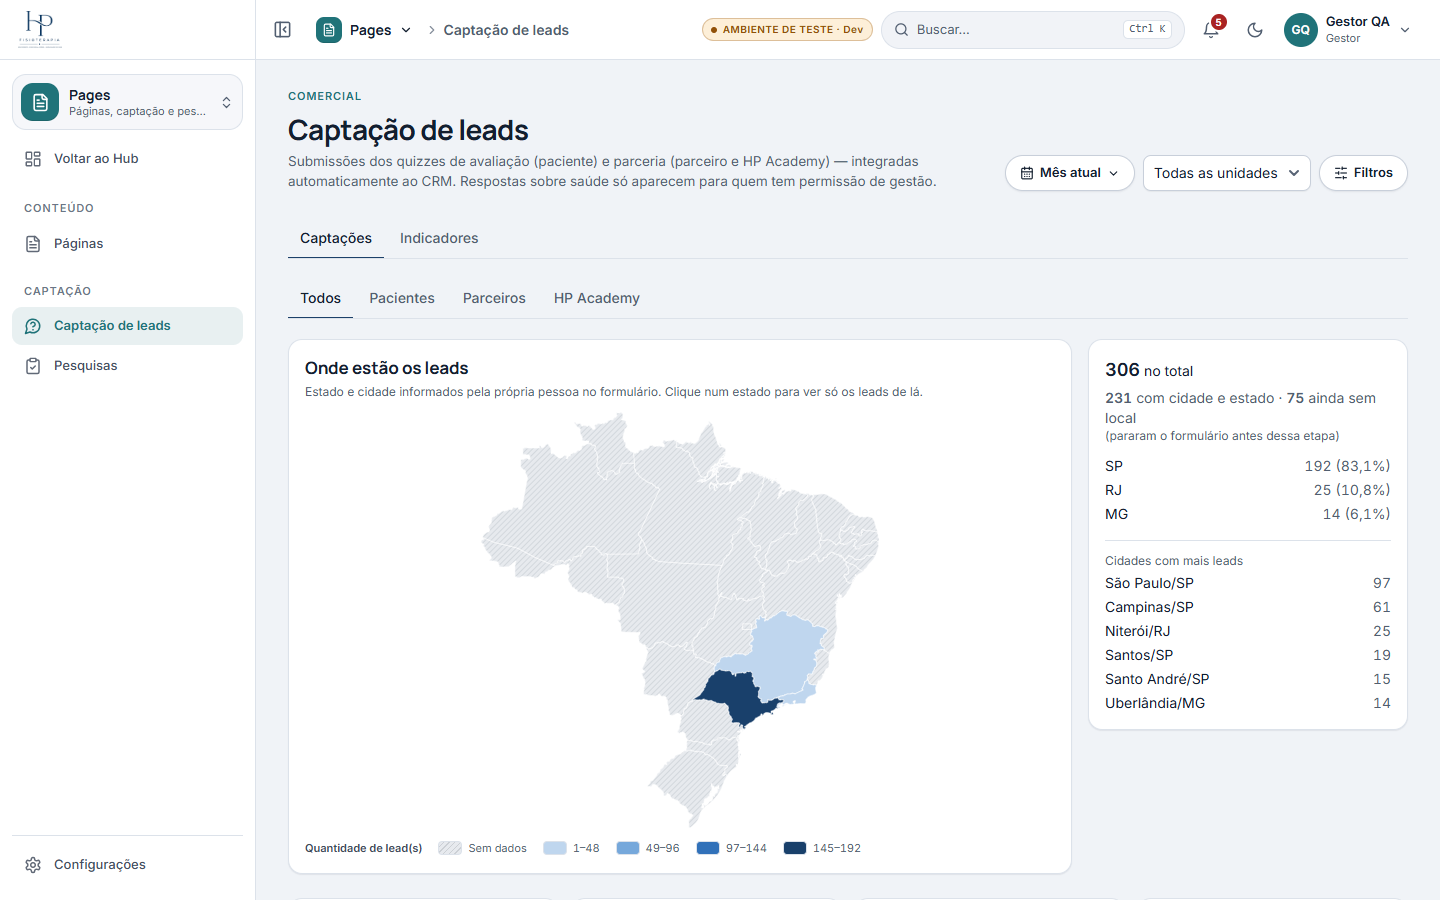 HP
FISIOTERAPIA
Pages
Captação de leads
AMBIENTE DE TESTE · Dev
Buscar...
Ctrl K
5
GQ
Gestor QA
Gestor
Pages
Páginas, captação e pes...
Voltar ao Hub
CONTEÚDO
Páginas
CAPTAÇÃO
Captação de leads
Pesquisas
Configurações
COMERCIAL
Captação de leads
Submissões dos quizzes de avaliação (paciente) e parceria (parceiro e HP Academy) — integradas
automaticamente ao CRM. Respostas sobre saúde só aparecem para quem tem permissão de gestão.
Mês atual
Todas as unidades
Filtros
Captações
Indicadores
Todos
Pacientes
Parceiros
HP Academy
Onde estão os leads
Estado e cidade informados pela própria pessoa no formulário. Clique num estado para ver só os leads de lá.
Quantidade de lead(s)
Sem dados
1–48
49–96
97–144
145–192
306 no total
231 com cidade e estado · 75 ainda sem
local
(pararam o formulário antes dessa etapa)
SP 192 (83,1%)
RJ 25 (10,8%)
MG 14 (6,1%)
Cidades com mais leads
São Paulo/SP 97
Campinas/SP 61
Niterói/RJ 25
Santos/SP 19
Santo André/SP 15
Uberlândia/MG 14